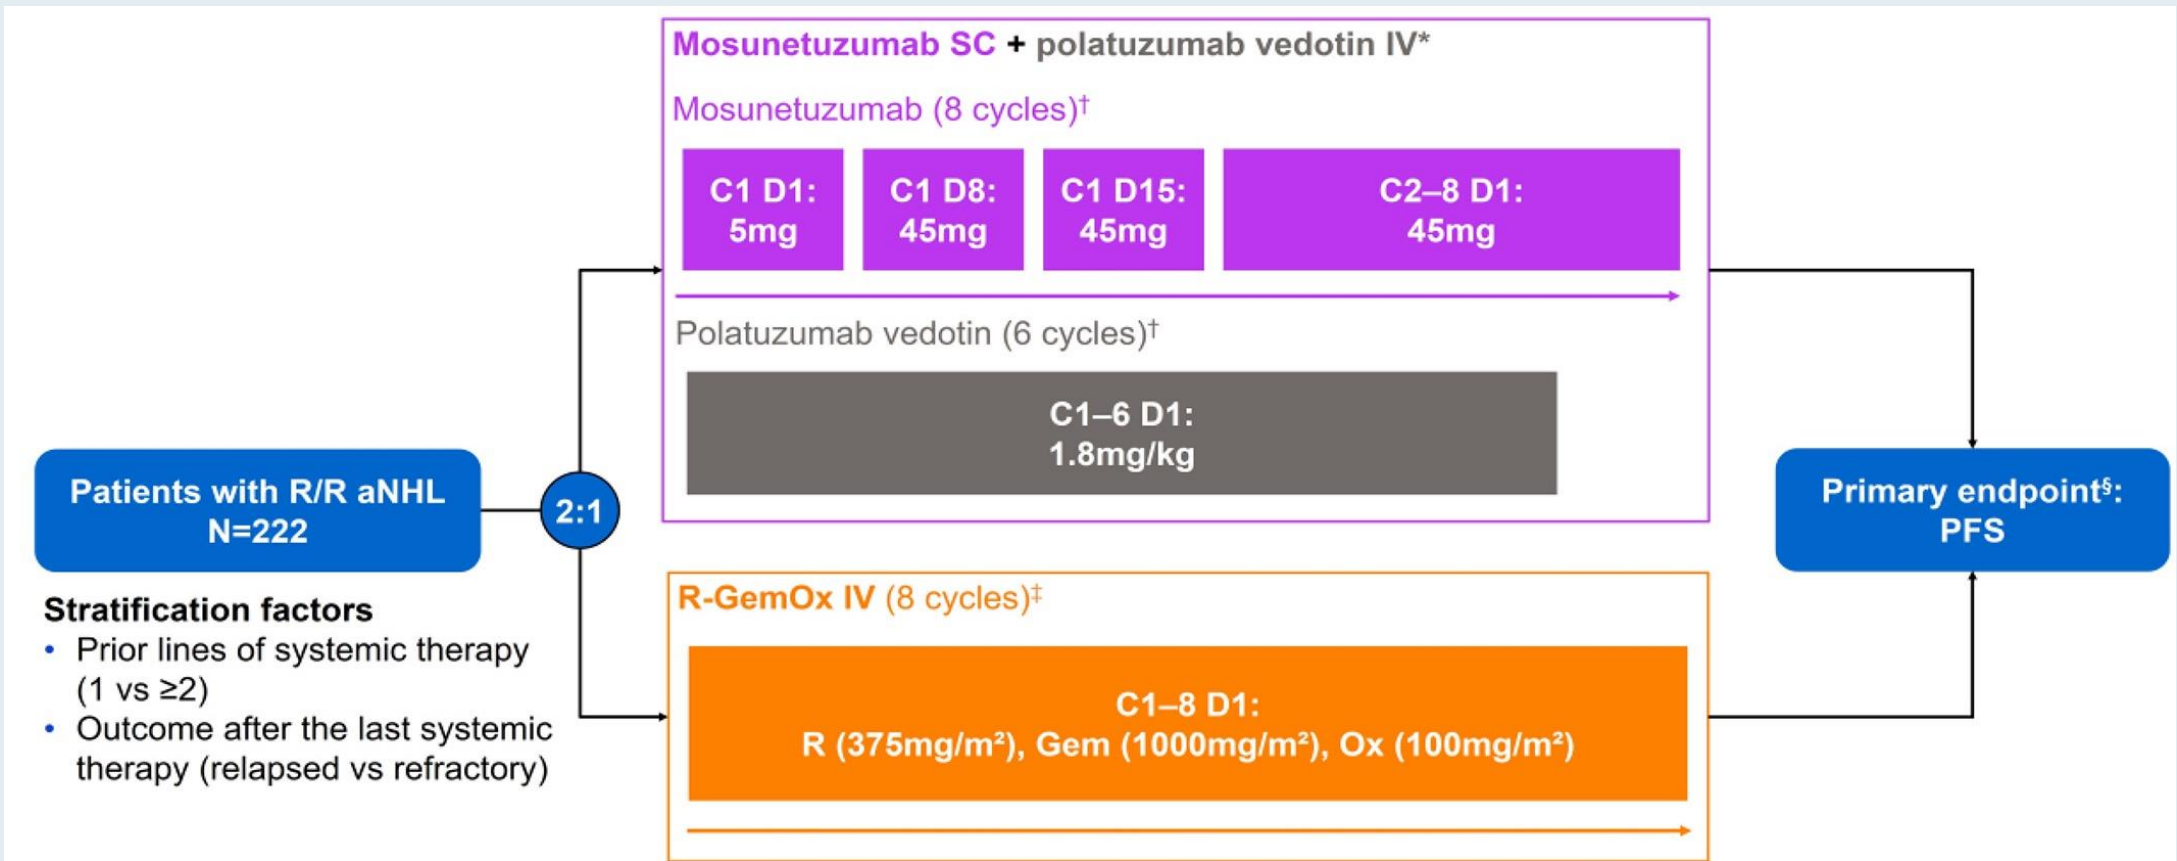 Mosunetuzumab SC + polatuzumab vedotin IV*
Mosunetuzumab (8 cycles)†
C1 D1:
5mg
C1 D8:
45mg
C1 D15:
45mg
C2–8 D1:
45mg
Polatuzumab vedotin (6 cycles)†
C1–6 D1:
1.8mg/kg
Patients with R/R aNHL
N=222
2:1
Primary endpoint§:
PFS
Stratification factors
• Prior lines of systemic therapy
(1 vs ≥2)
• Outcome after the last systemic
therapy (relapsed vs refractory)
R-GemOx IV (8 cycles)‡
C1–8 D1:
R (375mg/m²), Gem (1000mg/m²), Ox (100mg/m²)